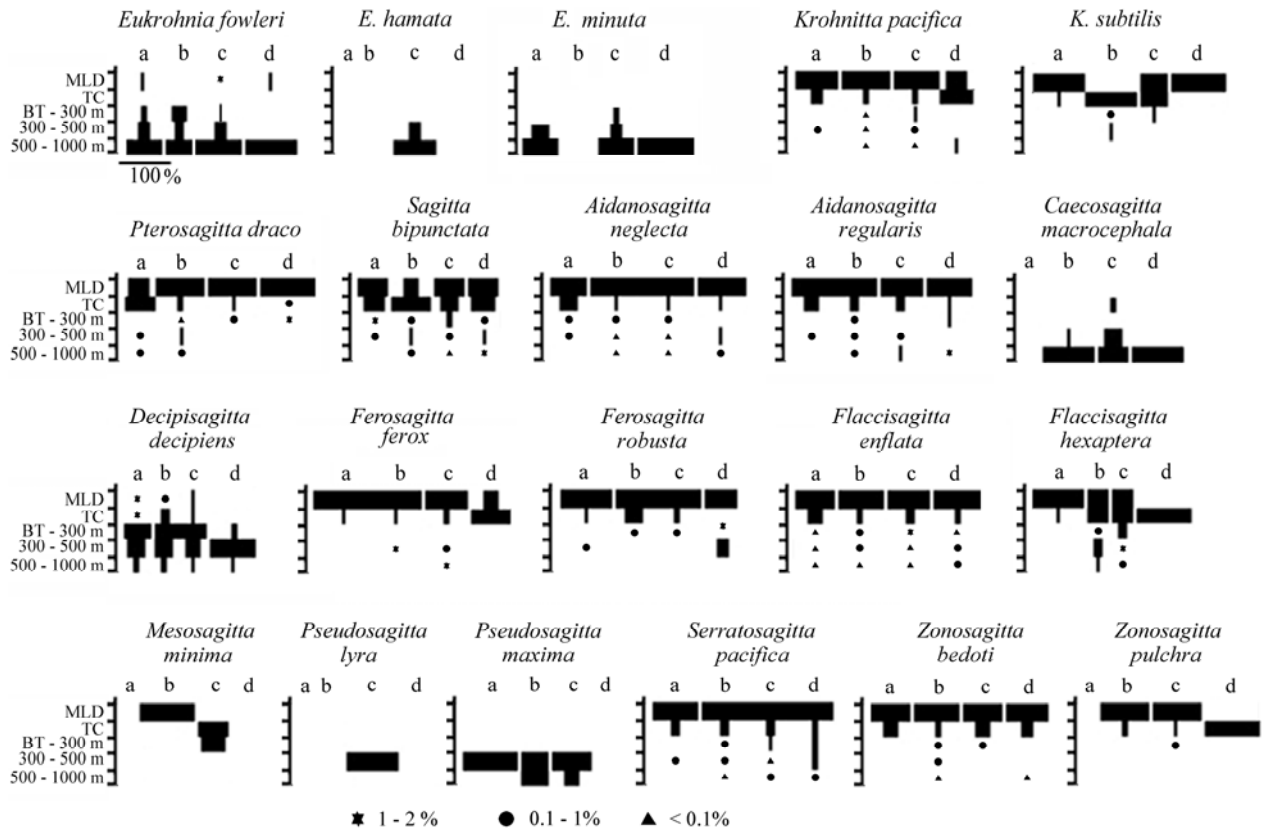 Eukrohnia fowleri E. hamata E. minuta Krohnitta pacifica K. subtilis
a b c d a b c d a b c d a b c d a b c d
MLD
TC
BT - 300 m
300 - 500 m
500 - 1000 m
100 %
Pterosagitta draco Sagitta bipunctata Aidanosagitta neglecta Aidanosagitta regularis Caecosagitta macrocephala
a b c d a b c d a b c d a b c d a b c d
MLD
TC
BT - 300 m
300 - 500 m
500 - 1000 m
Decipisagitta decipiens Ferosagitta ferox Ferosagitta robusta Flaccisagitta enflata Flaccisagitta hexaptera
a b c d a b c d a b c d a b c d a b c d
MLD
TC
BT - 300 m
300 - 500 m
500 - 1000 m
Mesosagitta minima Pseudosagitta lyra Pseudosagitta maxima Serratosagitta pacifica Zonosagitta bedoti Zonosagitta pulchra
a b c d a b c d a b c d a b c d a b c d a b c d
MLD
TC
BT - 300 m
300 - 500 m
500 - 1000 m
1 - 2 % 0.1 - 1% < 0.1%